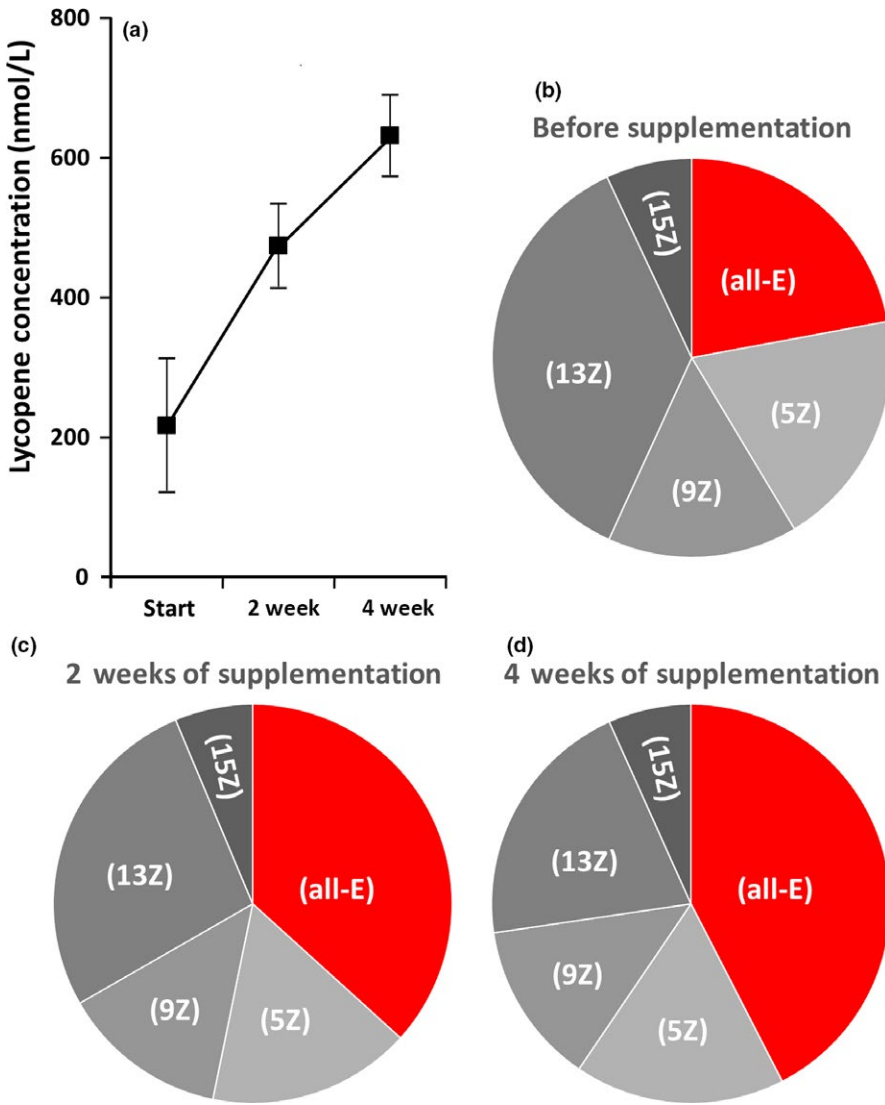 (a)
Lycopene concentration (nmol/L)
800
600
400
200
0
Start 2 week 4 week
(b)
Before supplementation
(15Z)
(all-E)
(13Z)
(5Z)
(9Z)
(c)
2 weeks of supplementation
(15Z)
(13Z)
(all-E)
(9Z)
(5Z)
(d)
4 weeks of supplementation
(15Z)
(13Z)
(all-E)
(9Z)
(5Z)